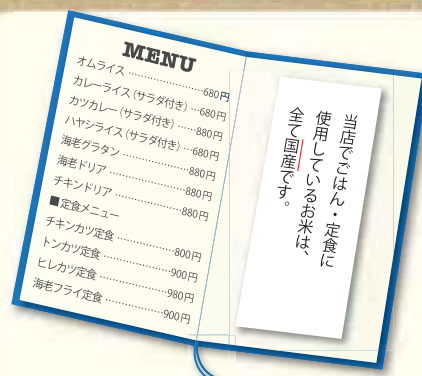 MENU
オムライス…………………680円
カレーライス（サラダ付き）…680円
カツカレー（サラダ付き）……880円
ハヤシライス（サラダ付き）…680円
海老グラタン…………………880円
海老ドリア……………………880円
チキンドリア…………………880円
■定食メニュー
チキンカツ定食………………800円
トンカツ定食…………………900円
ヒレカツ定食…………………980円
海老フライ定食………………900円
当店でごはん・定食に
使用しているお米は、
全て国産です。